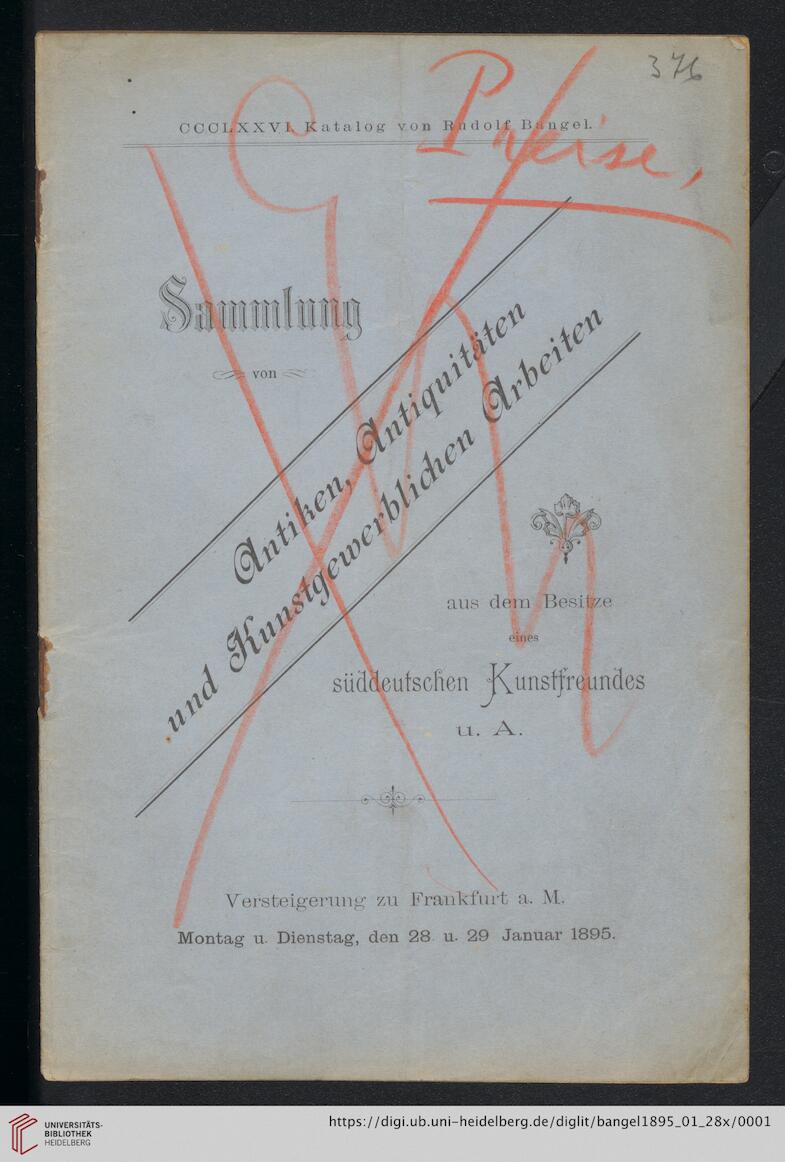 376
Preise,
CCCLXXVI. Katalog von Rudolf Bangel.
Sammlung
von
Antiken, Antiquitäten
und Kunstgewerblichen Arbeiten
aus dem Besitze
eines
süddeutschen Kunstfreundes
u. A.
Versteigerung zu Frankfurt a. M.
Montag u. Dienstag, den 28. u. 29 Januar 1895.
UNIVERSITÄTS-
BIBLIOTHEK
HEIDELBERG
https://digi.ub.uni-heidelberg.de/diglit/bangel1895_01_28x/0001